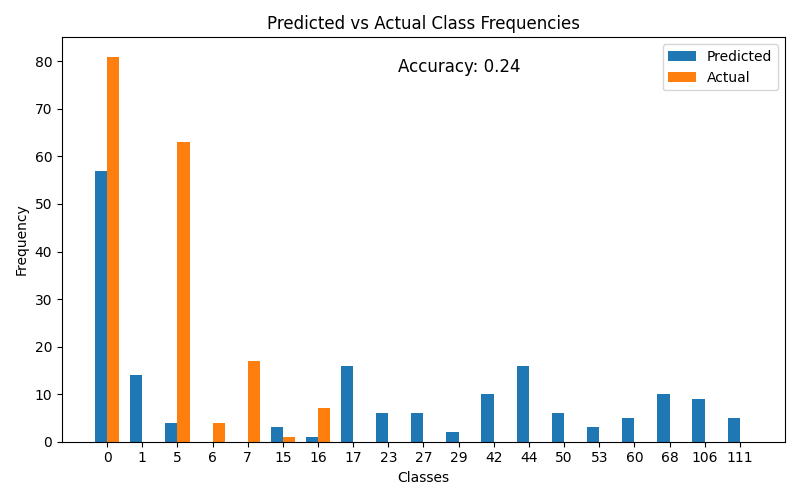 Predicted vs Actual Class Frequencies
Accuracy: 0.24
Predicted
Actual
Frequency
80
70
60
50
40
30
20
10
0
0 1 5 6 7 15 16 17 23 27 29 42 44 50 53 60 68 106 111
Classes